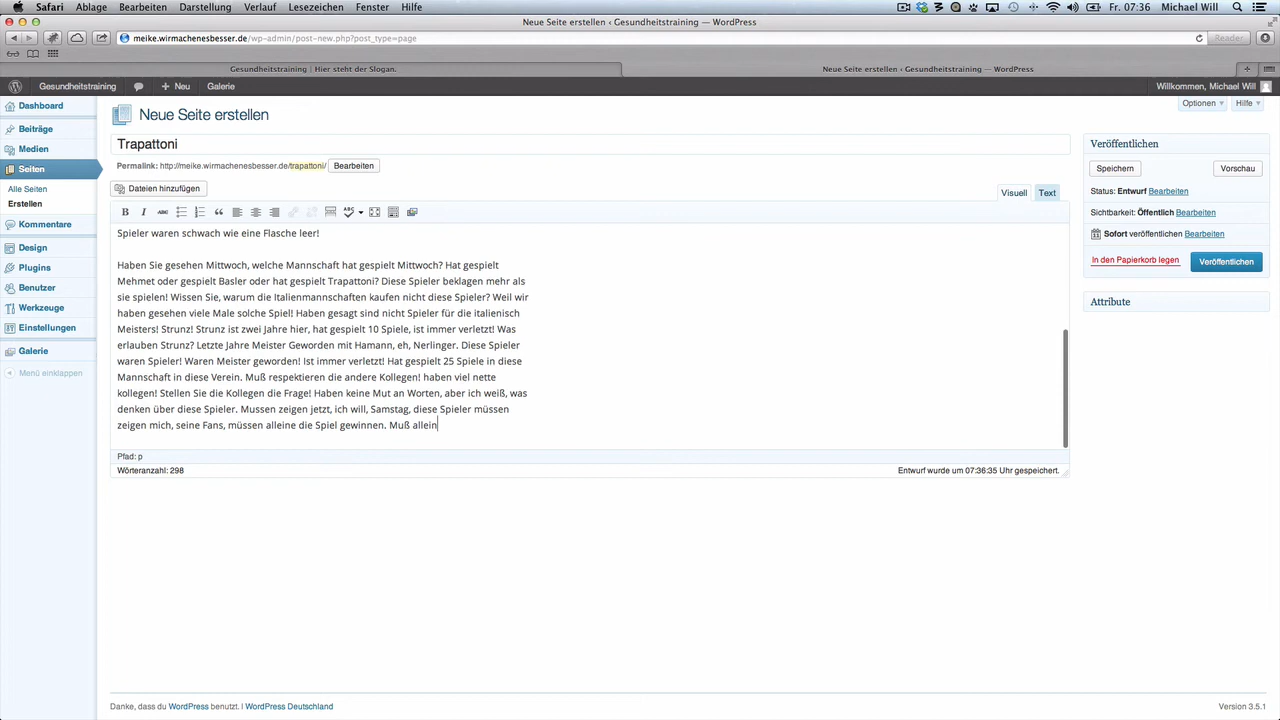 Safari Ablage Bearbeiten Darstellung Verlauf Lesezeichen Fenster Hilfe Fr. 07:36 Michael Will
Neue Seite erstellen ‹ Gesundheitstraining — WordPress
meike.wirmachenesbesser.de/wp-admin/post-new.php?post_type=page Reader
Gesundheitstraining | Hier steht der Slogan. Neue Seite erstellen ‹ Gesundheitstraining — WordPress
Gesundheitstraining + Neu Galerie Willkommen, Michael Will
Optionen Hilfe
Dashboard
Beiträge
Medien
Seiten
Alle Seiten
Erstellen
Kommentare
Design
Plugins
Benutzer
Werkzeuge
Einstellungen
Galerie
Menü einklappen
Neue Seite erstellen
Trapattoni
Permalink: http://meike.wirmachenesbesser.de/trapattoni/ Bearbeiten
Dateien hinzufügen
Visuell Text
B I ABC ABC
Spieler waren schwach wie eine Flasche leer!
Haben Sie gesehen Mittwoch, welche Mannschaft hat gespielt Mittwoch? Hat gespielt
Mehmet oder gespielt Basler oder hat gespielt Trapattoni? Diese Spieler beklagen mehr als
sie spielen! Wissen Sie, warum die Italienmannschaften kaufen nicht diese Spieler? Weil wir
haben gesehen viele Male solche Spiel! Haben gesagt sind nicht Spieler für die italienisch
Meisters! Strunz! Strunz ist zwei Jahre hier, hat gespielt 10 Spiele, ist immer verletzt! Was
erlauben Strunz? Letzte Jahre Meister Geworden mit Hamann, eh, Nerlinger. Diese Spieler
waren Spieler! Waren Meister geworden! Ist immer verletzt! Hat gespielt 25 Spiele in diese
Mannschaft in diese Verein. Muß respektieren die andere Kollegen! haben viel nette
kollegen! Stellen Sie die Kollegen die Frage! Haben keine Mut an Worten, aber ich weiß, was
denken über diese Spieler. Mussen zeigen jetzt, ich will, Samstag, diese Spieler müssen
zeigen mich, seine Fans, müssen alleine die Spiel gewinnen. Muß allein
Pfad: p
Wörteranzahl: 298 Entwurf wurde um 07:36:35 Uhr gespeichert.
Veröffentlichen
Speichern Vorschau
Status: Entwurf Bearbeiten
Sichtbarkeit: Öffentlich Bearbeiten
Sofort veröffentlichen Bearbeiten
In den Papierkorb legen Veröffentlichen
Attribute
Danke, dass du WordPress benutzt. | WordPress Deutschland Version 3.5.1